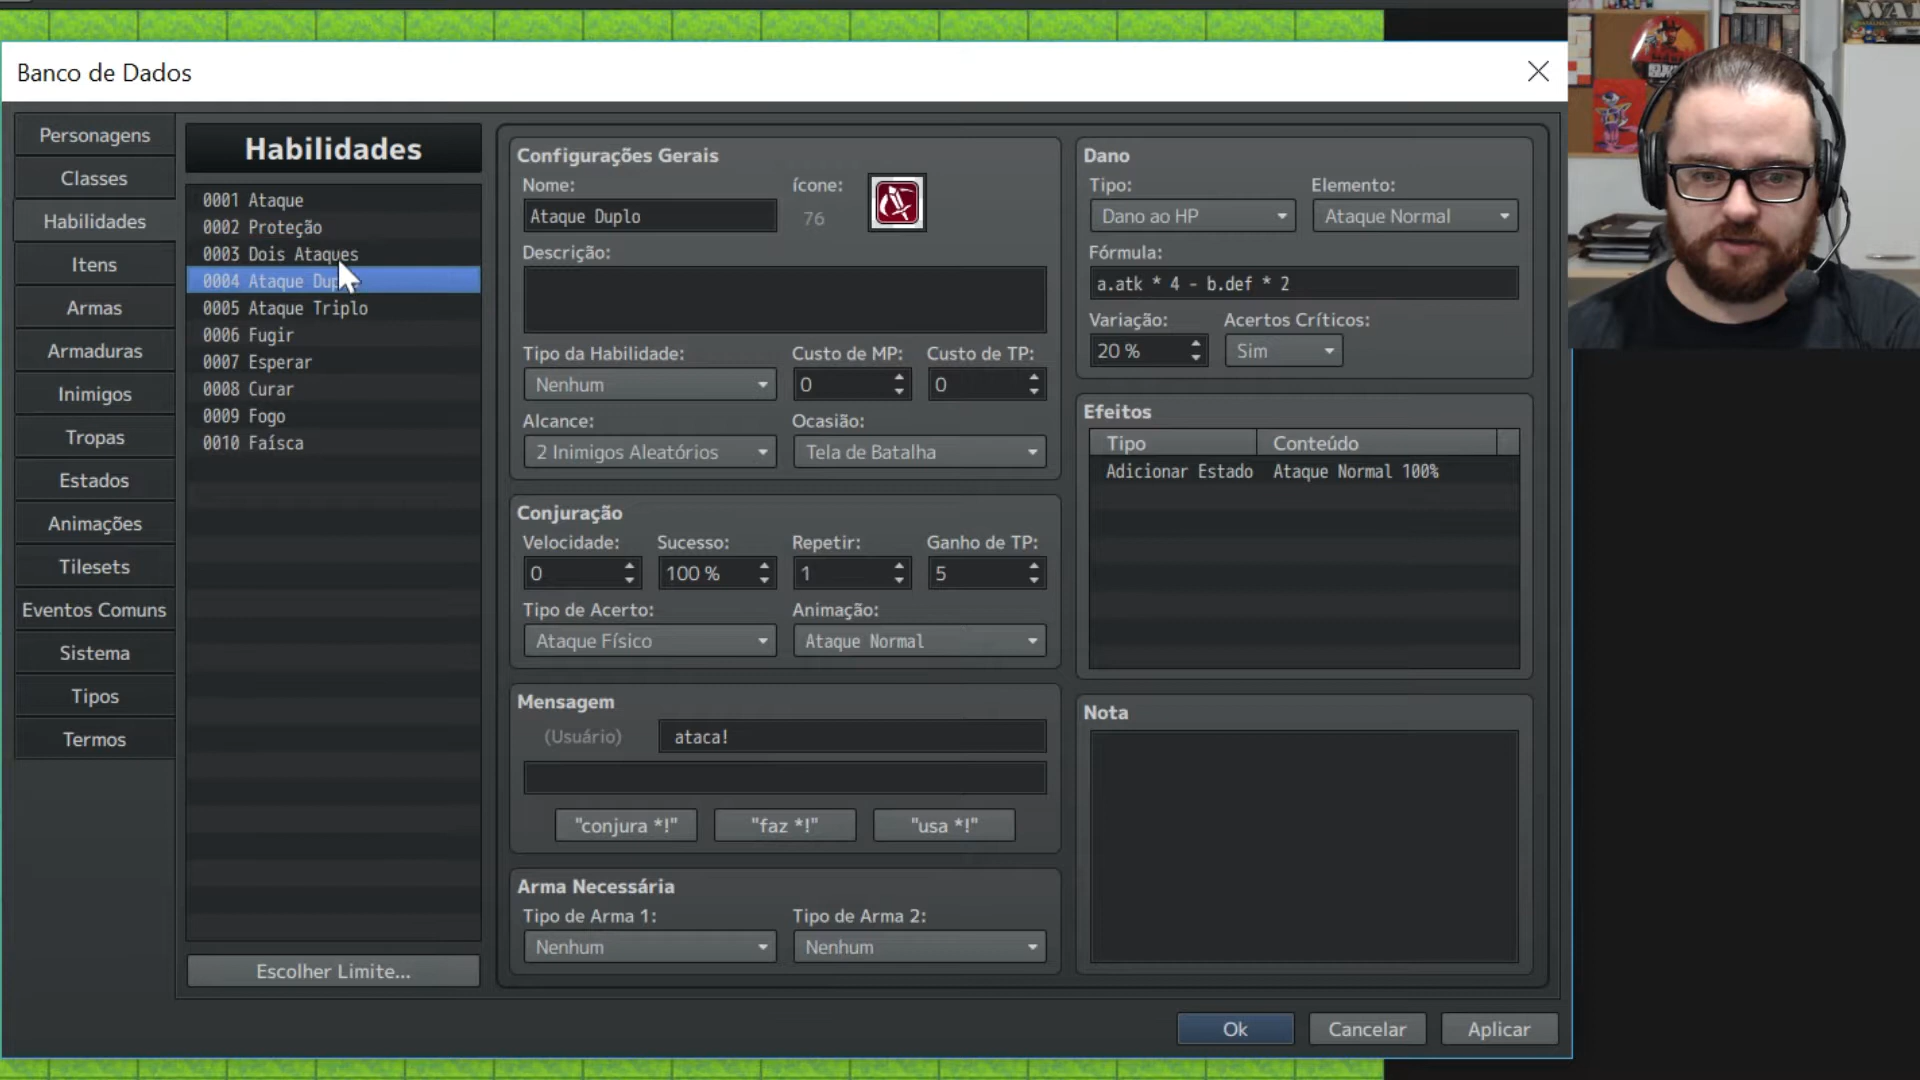 Banco de Dados
Personagens
Classes
Habilidades
Itens
Armas
Armaduras
Inimigos
Tropas
Estados
Animações
Tilesets
Eventos Comuns
Sistema
Tipos
Termos
Habilidades
0001 Ataque
0002 Proteção
0003 Dois Ataques
0004 Ataque
0005 Ataque Triplo
0006 Fugir
0007 Esperar
0008 Curar
0009 Fogo
0010 Faísca
Escolher Limite...
Configurações Gerais
Nome: ícone:
Ataque Duplo 76
Descrição:
Tipo da Habilidade: Custo de MP: Custo de TP:
Nenhum 0 0
Alcance: Ocasião:
2 Inimigos Aleatórios Tela de Batalha
Conjuração
Velocidade: Sucesso: Repetir: Ganho de TP:
0 100 % 1 5
Tipo de Acerto: Animação:
Ataque Físico Ataque Normal
Mensagem
(Usuário) ataca!
"conjura *!" "faz *!" "usa *!"
Arma Necessária
Tipo de Arma 1: Tipo de Arma 2:
Nenhum Nenhum
Dano
Tipo: Elemento:
Dano ao HP Ataque Normal
Fórmula:
a.atk * 4 - b.def * 2
Variação: Acertos Críticos:
20 % Sim
Efeitos
Tipo Conteúdo
Adicionar Estado Ataque Normal 100%
Nota
Ok Cancelar Aplicar